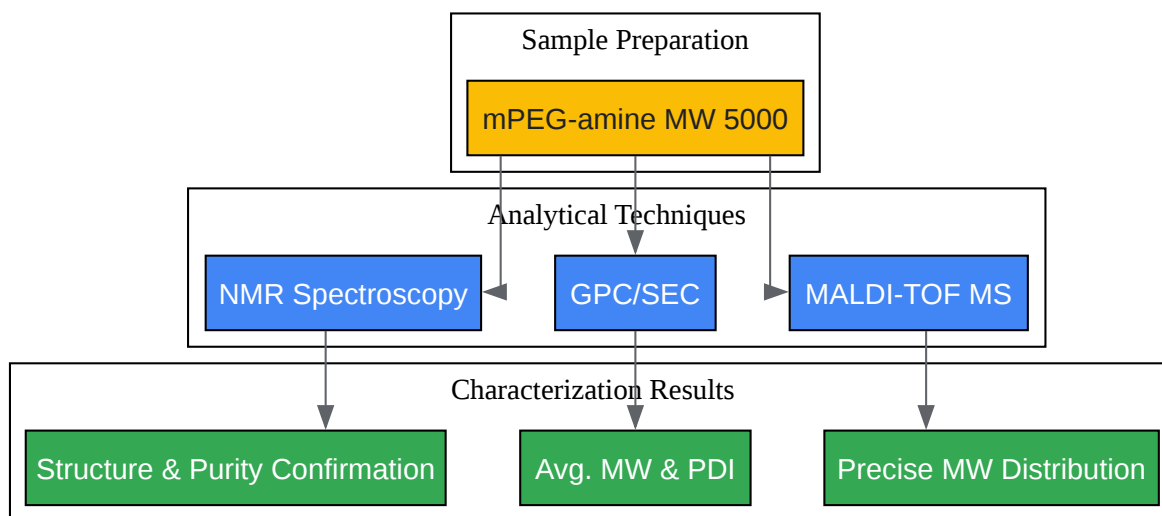 Sample Preparation
mPEG-amine MW 5000
Analytical Techniques
NMR Spectroscopy
GPC/SEC
MALDI-TOF MS
Characterization Results
Structure & Purity Confirmation
Avg. MW & PDI
Precise MW Distribution